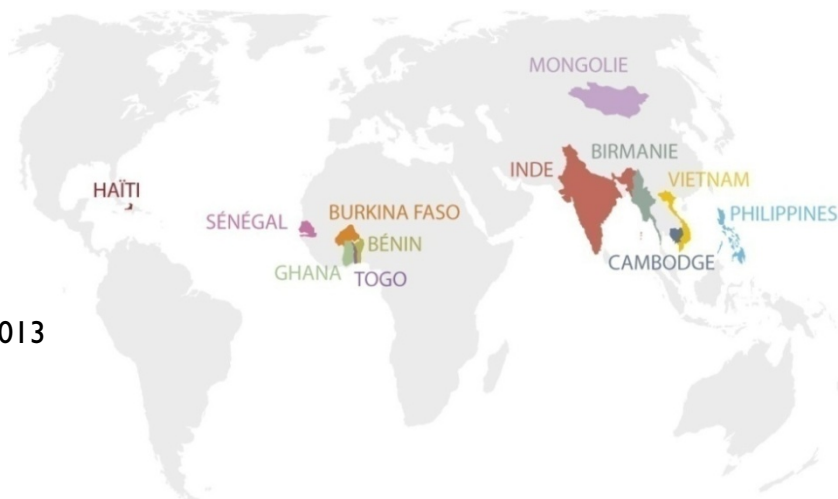 MONGOLIE
BIRMANIE
INDE
VIETNAM
HAÏTI
BURKINA FASO
PHILIPPINES
SÉNÉGAL
BÉNIN
CAMBODGE
GHANA
TOGO
013